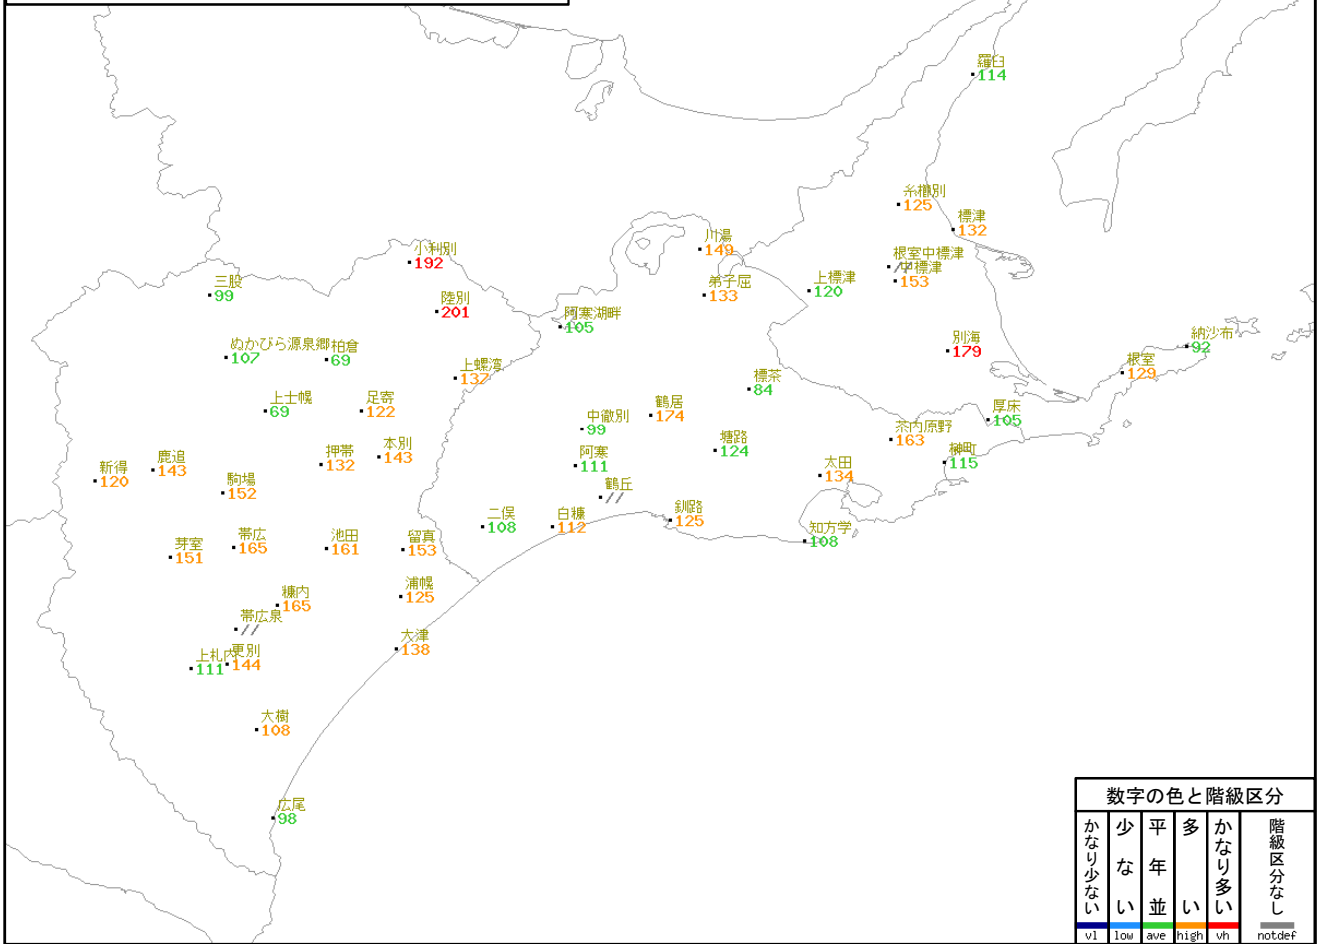 羅臼
114
糸櫛別
125
標津
132
川湯
149
根室中標津
//
中標津
153
小利別
192
弟子屈
133
上標津
120
三股
99
陸別
201
阿寒湖畔
105
納沙布
92
別海
179
ぬかびら源泉郷
107
柏倉
69
根室
129
上螺湾
137
標茶
84
上士幌
69
足寄
122
鶴居
174
厚床
105
中徹別
99
茶内原野
163
塘路
124
本別
143
押帯
132
鹿追
143
新得
120
阿寒
111
太田
134
榊町
115
駒場
152
鶴丘
//
二俣
108
白糠
112
釧路
125
知方学
108
帯広
165
池田
161
留真
153
芽室
151
浦幌
125
糠内
165
帯広泉
//
大津
138
上札内
111
更別
144
大樹
108
広尾
98
数字の色と階級区分
かなり少ない
少ない
平年並
多い
かなり多い
階級区分なし
vl
low
ave
high
vh
notdef